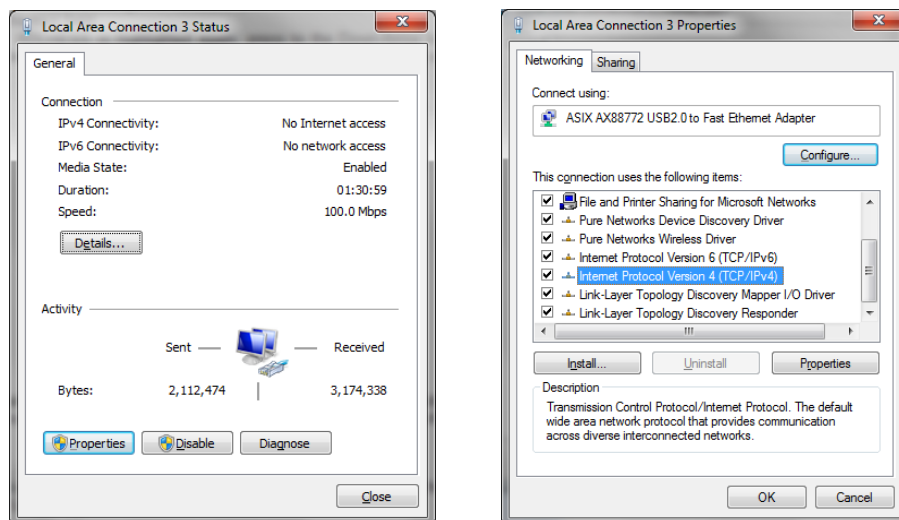 Local Area Connection 3 Status
General
Connection
IPv4 Connectivity: No Internet access
IPv6 Connectivity: No network access
Media State: Enabled
Duration: 01:30:59
Speed: 100.0 Mbps
Details...
Activity
Sent Received
Bytes: 2,112,474 3,174,338
Properties Disable Diagnose
Close
Local Area Connection 3 Properties
Networking Sharing
Connect using:
ASIX AX88772 USB2.0 to Fast Ethernet Adapter
Configure...
This connection uses the following items:
File and Printer Sharing for Microsoft Networks
Pure Networks Device Discovery Driver
Pure Networks Wireless Driver
Internet Protocol Version 6 (TCP/IPv6)
Internet Protocol Version 4 (TCP/IPv4)
Link-Layer Topology Discovery Mapper I/O Driver
Link-Layer Topology Discovery Responder
Install... Uninstall Properties
Description
Transmission Control Protocol/Internet Protocol. The default
wide area network protocol that provides communication
across diverse interconnected networks.
OK Cancel